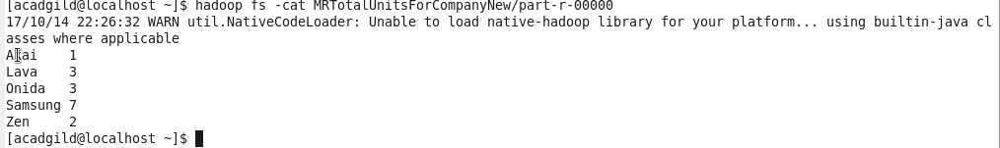 [acadgild@localhost ~]$ hadoop fs -cat MRTotalUnitsForCompanyNew/part-r-00000
17/10/14 22:26:32 WARN util.NativeCodeLoader: Unable to load native-hadoop library for your platform... using builtin-java cl
asses where applicable
Akai    1
Lava    3
Onida   3
Samsung 7
Zen     2
[acadgild@localhost ~]$